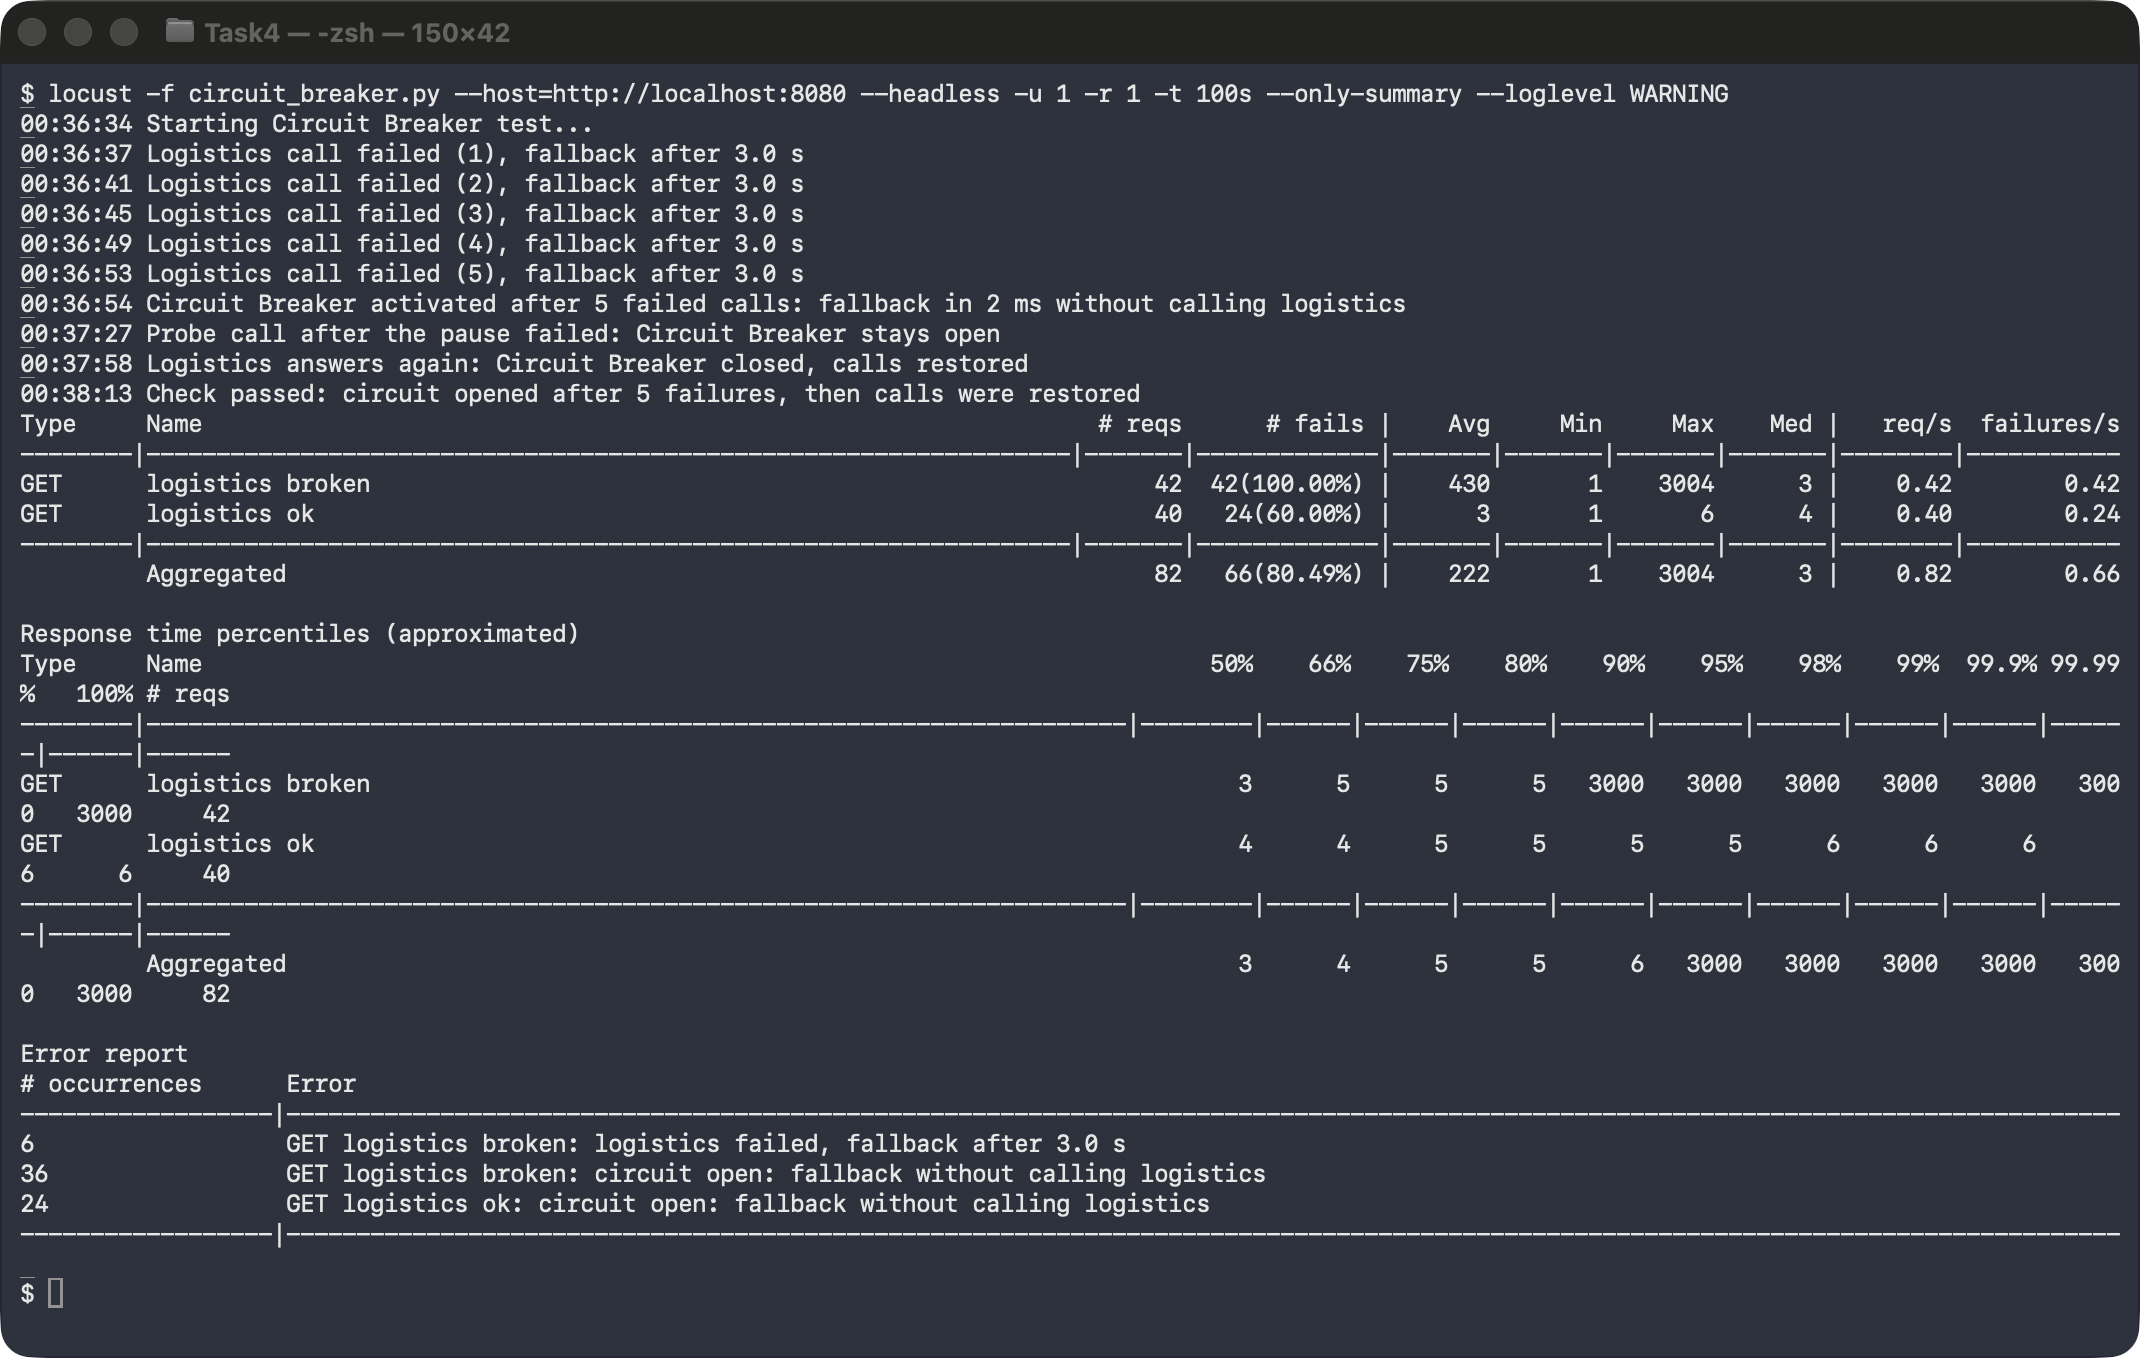 Task4 — -zsh — 150×42
$ locust -f circuit_breaker.py --host=http://localhost:8080 --headless -u 1 -r 1 -t 100s --only-summary --loglevel WARNING
00:36:34 Starting Circuit Breaker test...
00:36:37 Logistics call failed (1), fallback after 3.0 s
00:36:41 Logistics call failed (2), fallback after 3.0 s
00:36:45 Logistics call failed (3), fallback after 3.0 s
00:36:49 Logistics call failed (4), fallback after 3.0 s
00:36:53 Logistics call failed (5), fallback after 3.0 s
00:36:54 Circuit Breaker activated after 5 failed calls: fallback in 2 ms without calling logistics
00:37:27 Probe call after the pause failed: Circuit Breaker stays open
00:37:58 Logistics answers again: Circuit Breaker closed, calls restored
00:38:13 Check passed: circuit opened after 5 failures, then calls were restored
Type     Name                                                                # reqs      # fails |    Avg     Min     Max    Med |   req/s  failures/s
--------|------------------------------------------------------------------|-------|-------------|-------|-------|-------|-------|--------|-----------
GET      logistics broken                                                        42  42(100.00%) |    430       1    3004      3 |    0.42        0.42
GET      logistics ok                                                            40   24(60.00%) |      3       1       6      4 |    0.40        0.24
--------|------------------------------------------------------------------|-------|-------------|-------|-------|-------|-------|--------|-----------
         Aggregated                                                              82   66(80.49%) |    222       1    3004      3 |    0.82        0.66
Response time percentiles (approximated)
Type     Name                                                                        50%    66%    75%    80%    90%    95%    98%    99%  99.9% 99.99
%   100% # reqs
--------|----------------------------------------------------------------------|--------|------|------|------|------|------|------|------|------|-----
-|------|------
GET      logistics broken                                                              3      5      5      5   3000   3000   3000   3000   3000   300
0   3000     42
GET      logistics ok                                                                  4      4      5      5      5      5      6      6      6
6      6     40
--------|----------------------------------------------------------------------|--------|------|------|------|------|------|------|------|------|-----
-|------|------
         Aggregated                                                                    3      4      5      5      6   3000   3000   3000   3000   300
0   3000     82
Error report
# occurrences      Error
------------------|-----------------------------------------------------------------------------------------------------------------------------------
6                  GET logistics broken: logistics failed, fallback after 3.0 s
36                 GET logistics broken: circuit open: fallback without calling logistics
24                 GET logistics ok: circuit open: fallback without calling logistics
------------------|-----------------------------------------------------------------------------------------------------------------------------------
$